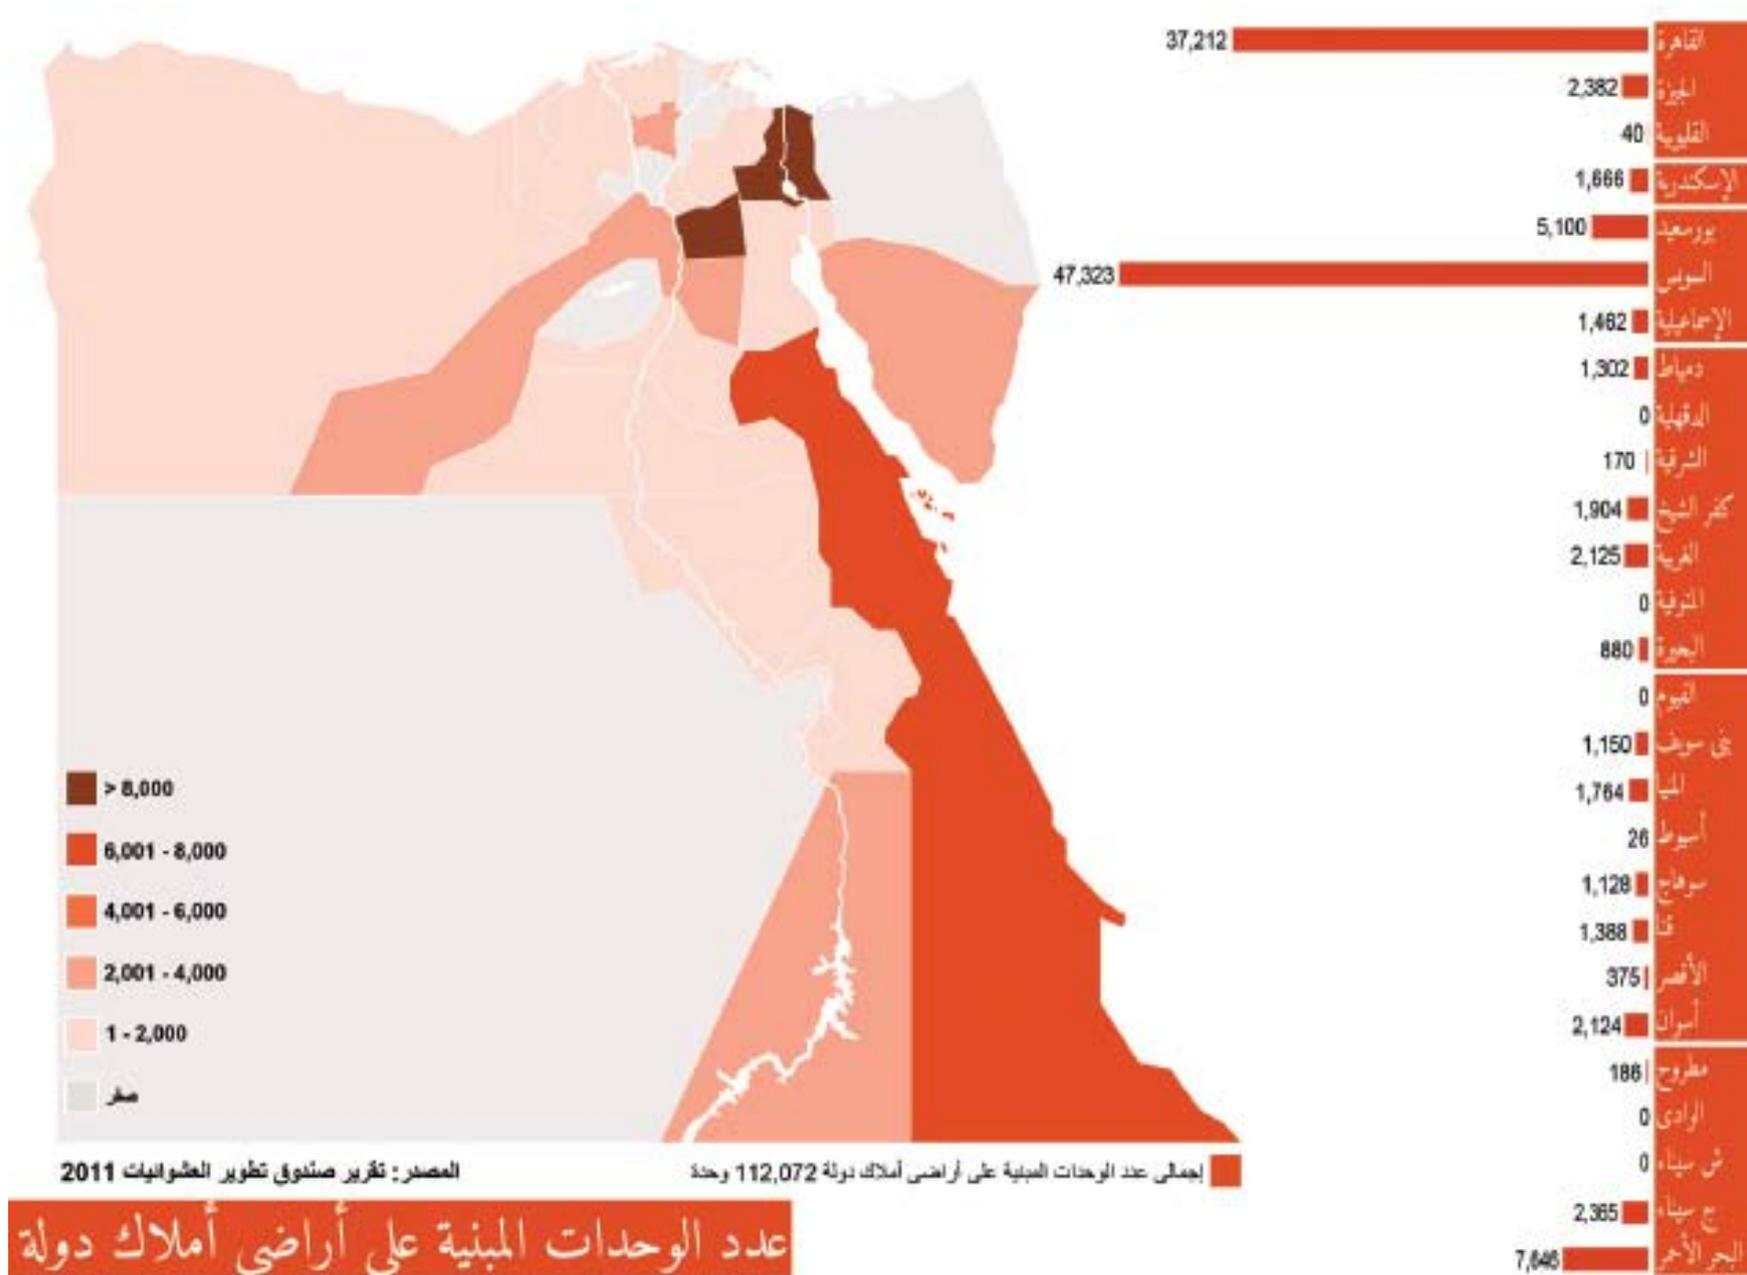 القاهرة 37,212
الجيزة 2,382
القليوبية 40
الإسكندرية 1,666
بورسعيد 5,100
السويس 47,323
الإسماعيلية 1,462
دمياط 1,302
الدقهلية 0
الشرقية 170
كفر الشيخ 1,904
الغربية 2,125
المنوفية 0
البحيرة 880
الفيوم 0
بنى سويف 1,150
المنيا 1,764
أسيوط 26
سوهاج 1,128
قنا 1,388
الأقصر 375
أسوان 2,124
مطروح 186
الوادى 0
ش سيناء 0
ج سيناء 2,365
البحر الأحمر 7,646
> 8,000
6,001 - 8,000
4,001 - 6,000
2,001 - 4,000
1 - 2,000
صفر
إجمالى عدد الوحدات المبنية على أراضى أملاك دولة 112,072 وحدة
المصدر: تقرير صندوق تطوير العشوائيات 2011
عدد الوحدات المبنية على أراضى أملاك دولة